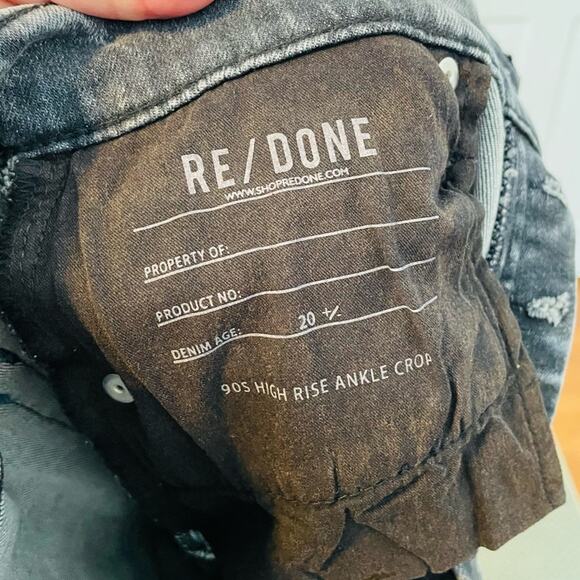 RE/DONE
WWW.SHOPREDONE.COM
PROPERTY OF:
PRODUCT NO:
DENIM AGE: 20 +/-
90S HIGH RISE ANKLE CROP